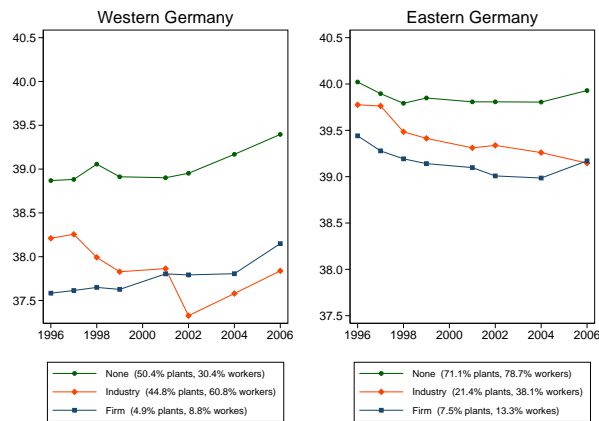 Western Germany
40.5
40.0
39.0
38.5
38.0
37.5
1996 1998 2000 2002 2004 2006
None (50.4% plants, 30.4% workers)
Industry (44.8% plants, 60.8% workers)
Firm (4.9% plants, 8.8% workes)
Eastern Germany
40.5
40.0
39.5
39.0
38.5
38.0
37.5
1996 1998 2000 2002 2004 2006
None (71.1% plants, 78.7% workers)
Industry (21.4% plants, 38.1% workers)
Firm (7.5% plants, 13.3% workes)